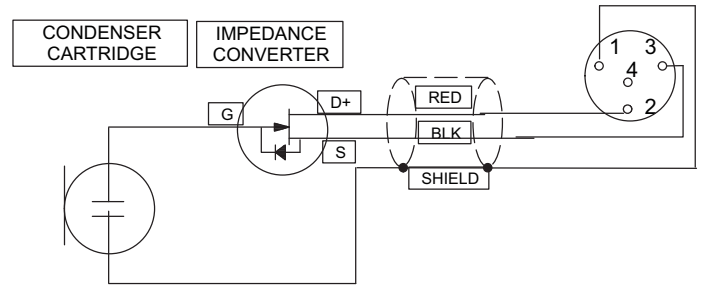 CONDENSER
CARTRIDGE
IMPEDANCE
CONVERTER
1 3
4
2
G
D+
RED
BLK
S
SHIELD